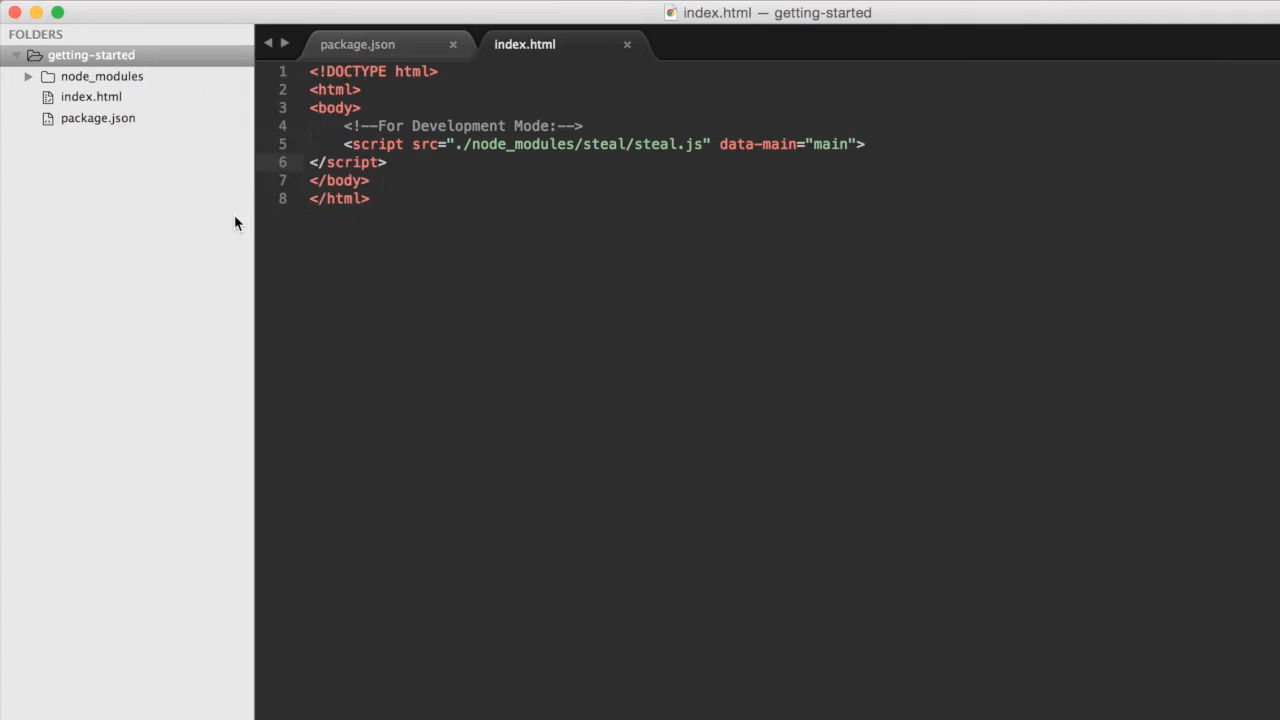 index.html — getting-started
FOLDERS
getting-started
node_modules
index.html
package.json
package.json
index.html
1 <!DOCTYPE html>
2 <html>
3 <body>
4     <!--For Development Mode:-->
5     <script src="./node_modules/steal/steal.js" data-main="main">
6 </script>
7 </body>
8 </html>